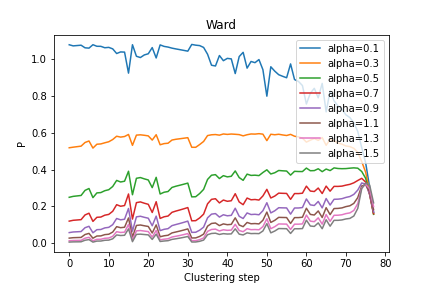 Ward
P
1.0
0.8
0.6
0.4
0.2
0.0
alpha=0.1
alpha=0.3
alpha=0.5
alpha=0.7
alpha=0.9
alpha=1.1
alpha=1.3
alpha=1.5
0 10 20 30 40 50 60 70 80
Clustering step